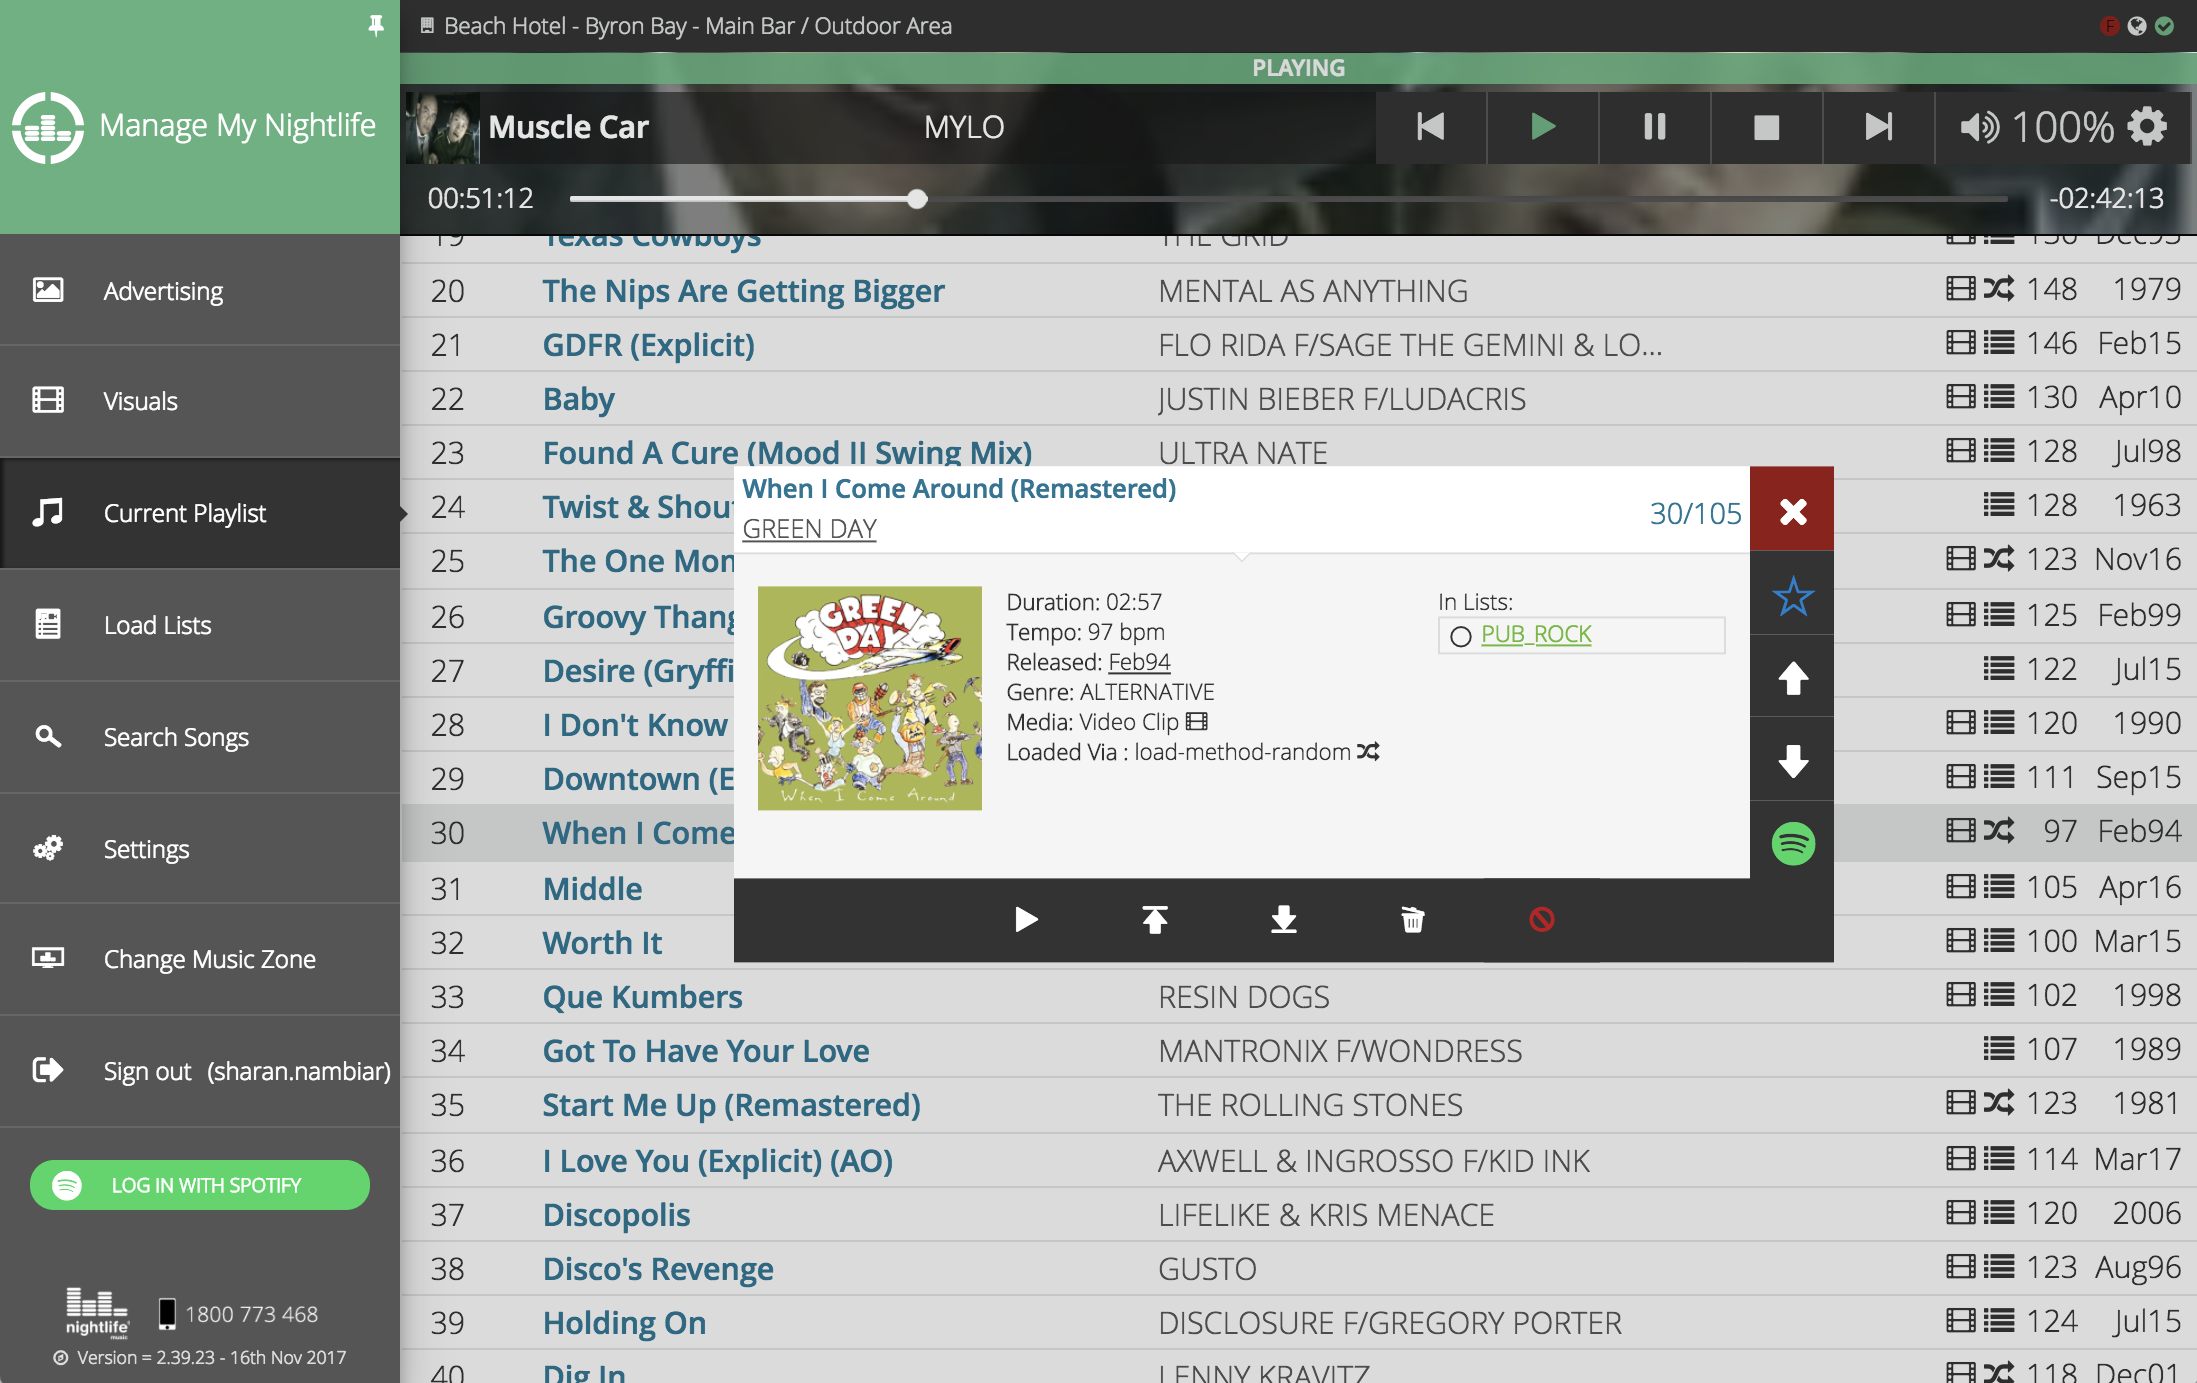 Manage My Nightlife
Beach Hotel - Byron Bay - Main Bar / Outdoor Area
F
PLAYING
Muscle Car MYLO 100%
00:51:12 -02:42:13
Advertising
Visuals
Current Playlist
Load Lists
Search Songs
Settings
Change Music Zone
Sign out (sharan.nambiar)
LOG IN WITH SPOTIFY
nightlife music
1800 773 468
Version = 2.39.23 - 16th Nov 2017
19 Texas Cowboys THE GRID 130 Dec93
20 The Nips Are Getting Bigger MENTAL AS ANYTHING 148 1979
21 GDFR (Explicit) FLO RIDA F/SAGE THE GEMINI & LO... 146 Feb15
22 Baby JUSTIN BIEBER F/LUDACRIS 130 Apr10
23 Found A Cure (Mood II Swing Mix) ULTRA NATE 128 Jul98
24 Twist & Shou 128 1963
25 The One Mon 123 Nov16
26 Groovy Thang 125 Feb99
27 Desire (Gryffi 122 Jul15
28 I Don't Know 120 1990
29 Downtown (E 111 Sep15
30 When I Come 97 Feb94
31 Middle 105 Apr16
32 Worth It 100 Mar15
33 Que Kumbers RESIN DOGS 102 1998
34 Got To Have Your Love MANTRONIX F/WONDRESS 107 1989
35 Start Me Up (Remastered) THE ROLLING STONES 123 1981
36 I Love You (Explicit) (AO) AXWELL & INGROSSO F/KID INK 114 Mar17
37 Discopolis LIFELIKE & KRIS MENACE 120 2006
38 Disco's Revenge GUSTO 123 Aug96
39 Holding On DISCLOSURE F/GREGORY PORTER 124 Jul15
40 Dig In LENNY KRAVITZ 118 Dec01
When I Come Around (Remastered)
GREEN DAY
30/105
GREEN DAY
When I Come Around
Duration: 02:57
Tempo: 97 bpm
Released: Feb94
Genre: ALTERNATIVE
Media: Video Clip
Loaded Via : load-method-random
In Lists:
PUB_ROCK